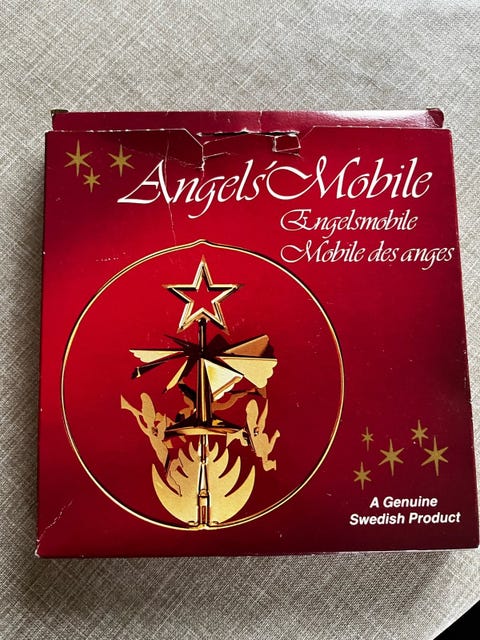 Angels' Mobile
Engelsmobile
Mobile des anges
A Genuine
Swedish Product